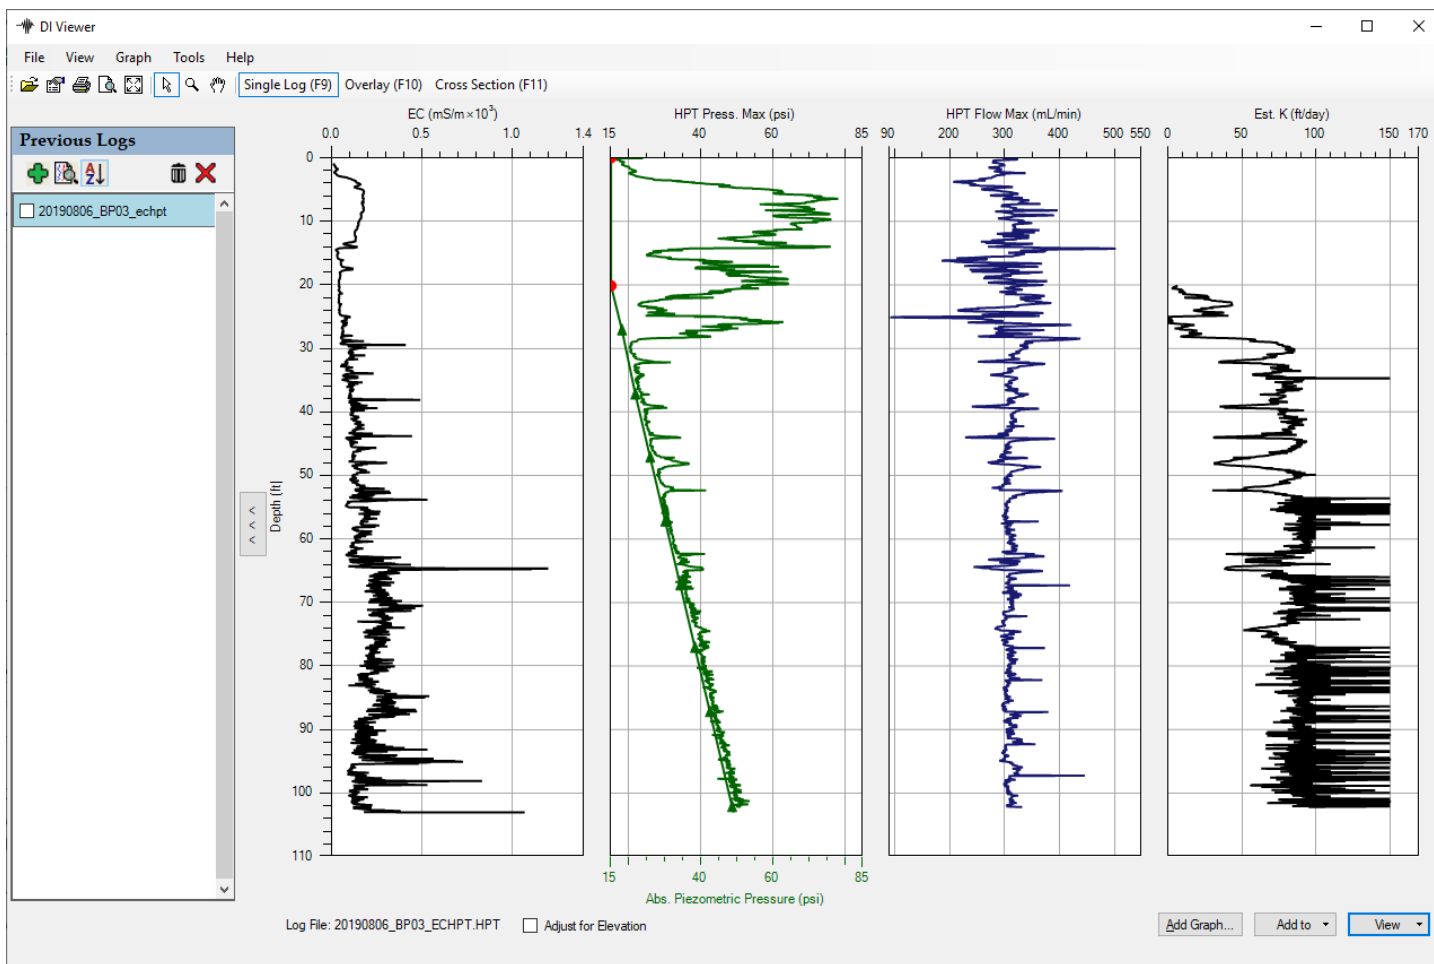 DI Viewer
File View Graph Tools Help
Single Log (F9) Overlay (F10) Cross Section (F11)
Previous Logs
A
Z
20190806_BP03_echpt
<
<
<
EC (mS/m×10³)
0.0 0.5 1.0 1.4
HPT Press. Max (psi)
15 40 60 85
HPT Flow Max (mL/min)
90 200 300 400 500 550
Est. K (ft/day)
0 50 100 150 170
Depth (ft)
0
10
20
30
40
50
60
70
80
90
100
110
15 40 60 85
Abs. Piezometric Pressure (psi)
Log File: 20190806_BP03_ECHPT.HPT Adjust for Elevation
Add Graph... Add to View